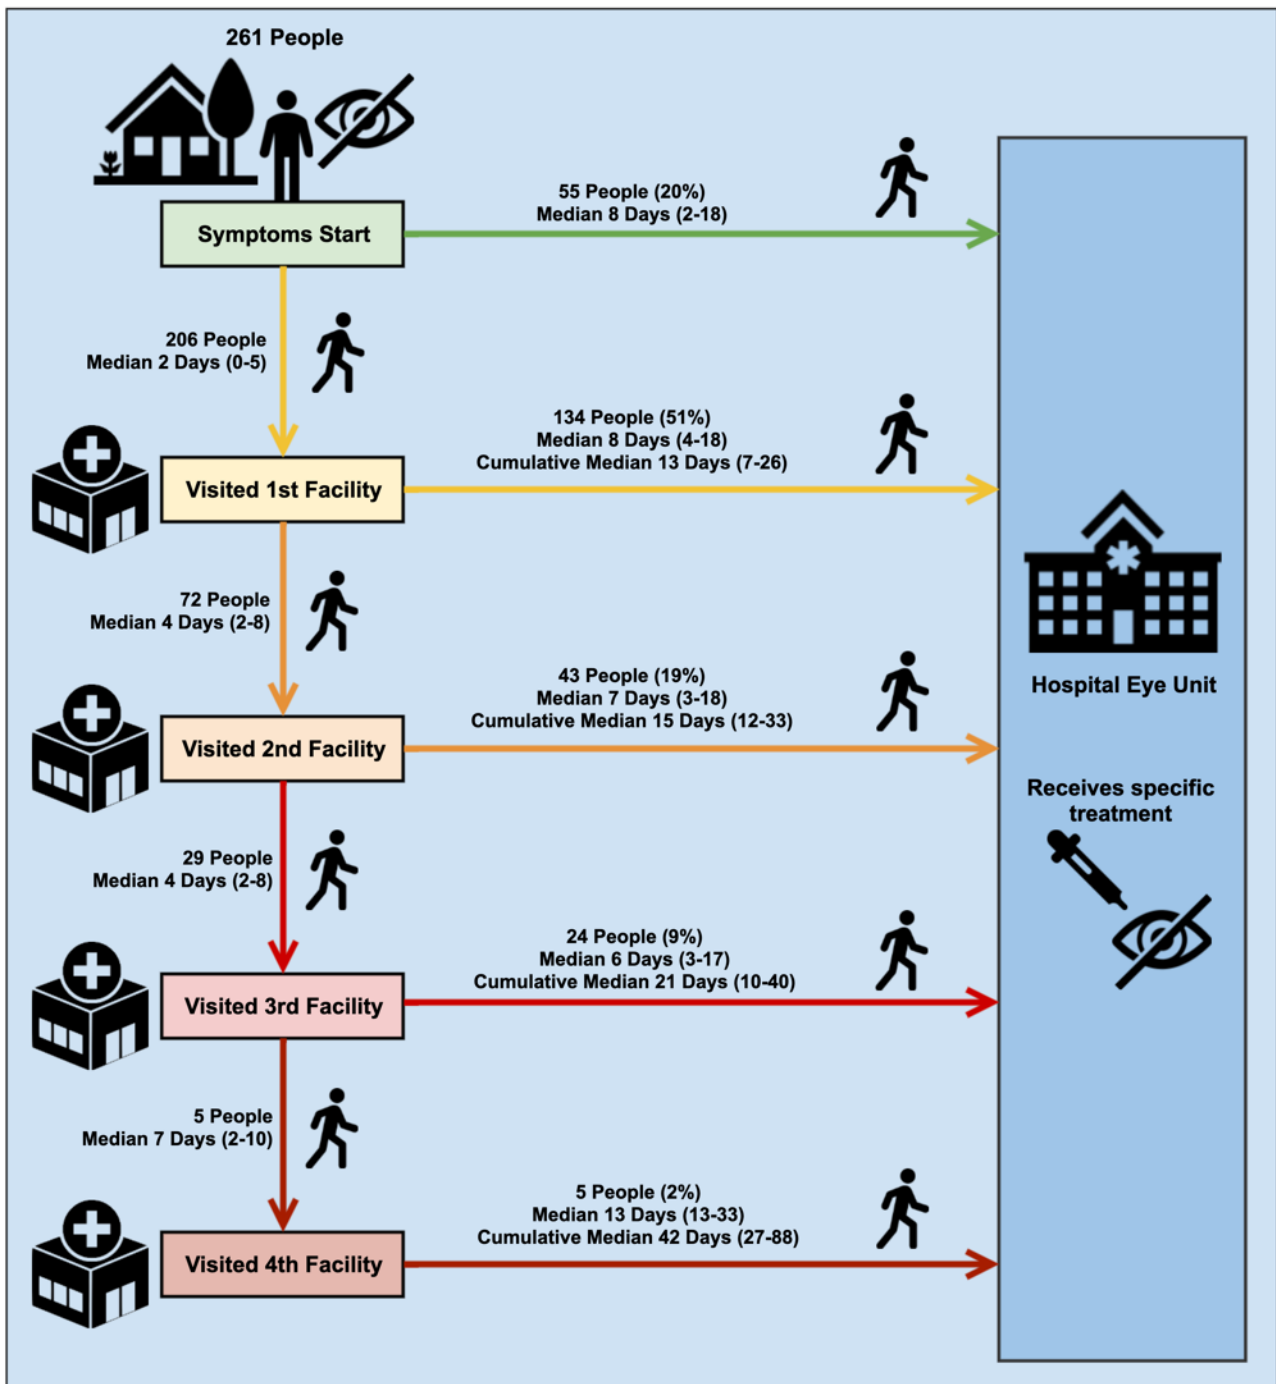 261 People
Symptoms Start
55 People (20%)
Median 8 Days (2-18)
206 People
Median 2 Days (0-5)
Visited 1st Facility
134 People (51%)
Median 8 Days (4-18)
Cumulative Median 13 Days (7-26)
72 People
Median 4 Days (2-8)
Visited 2nd Facility
43 People (19%)
Median 7 Days (3-18)
Cumulative Median 15 Days (12-33)
29 People
Median 4 Days (2-8)
Visited 3rd Facility
24 People (9%)
Median 6 Days (3-17)
Cumulative Median 21 Days (10-40)
5 People
Median 7 Days (2-10)
Visited 4th Facility
5 People (2%)
Median 13 Days (13-33)
Cumulative Median 42 Days (27-88)
Hospital Eye Unit
Receives specific
treatment